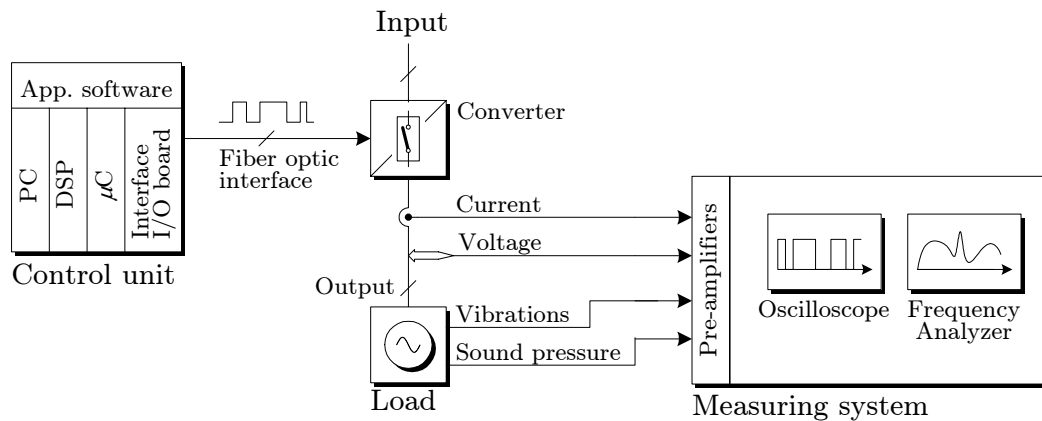 Input
App. software
PC
DSP
μC
Interface
I/O board
Control unit
Fiber optic
interface
Converter
Current
Voltage
Output
Vibrations
Sound pressure
Load
Pre-amplifiers
Oscilloscope
Frequency
Analyzer
Measuring system